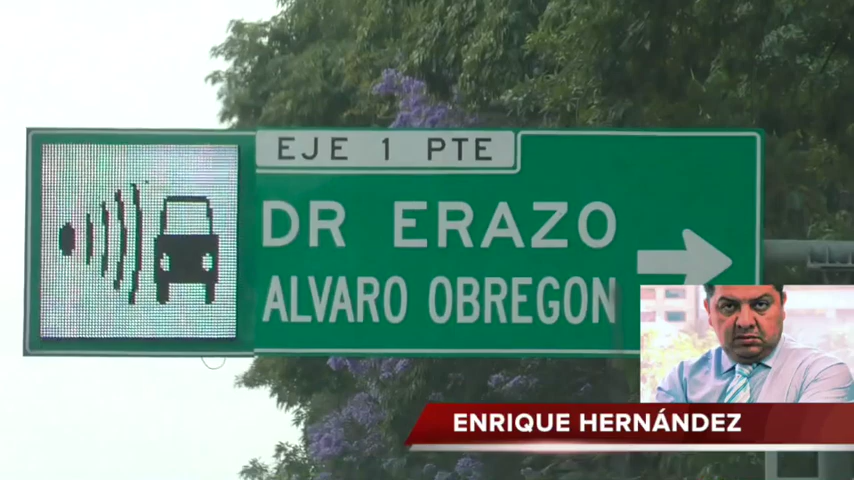 EJE 1 PTE
DR ERAZO
ALVARO OBREGON
ENRIQUE HERNÁNDEZ